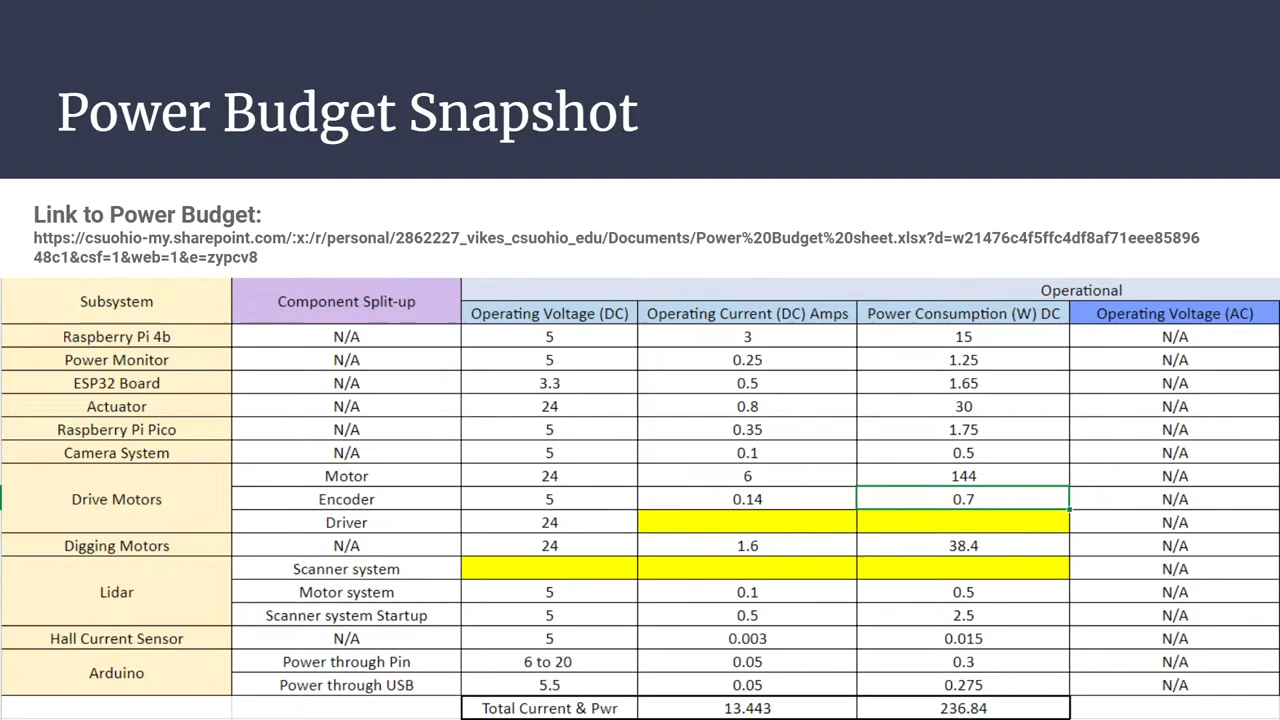 Power Budget Snapshot
Link to Power Budget:
https://csuohio-my.sharepoint.com/:x:/r/personal/2862227_vikes_csuohio_edu/Documents/Power%20Budget%20sheet.xlsx?d=w21476c4f5ffc4df8af71eee85896
48c1&csf=1&web=1&e=zypcv8
Subsystem Component Split-up Operational
Operating Voltage (DC) Operating Current (DC) Amps Power Consumption (W) DC Operating Voltage (AC)
Raspberry Pi 4b N/A 5 3 15 N/A
Power Monitor N/A 5 0.25 1.25 N/A
ESP32 Board N/A 3.3 0.5 1.65 N/A
Actuator N/A 24 0.8 30 N/A
Raspberry Pi Pico N/A 5 0.35 1.75 N/A
Camera System N/A 5 0.1 0.5 N/A
Motor 24 6 144 N/A
Drive Motors Encoder 5 0.14 0.7 N/A
Driver 24 N/A
Digging Motors N/A 24 1.6 38.4 N/A
Scanner system N/A
Lidar Motor system 5 0.1 0.5 N/A
Scanner system Startup 5 0.5 2.5 N/A
Hall Current Sensor N/A 5 0.003 0.015 N/A
Arduino Power through Pin 6 to 20 0.05 0.3 N/A
Power through USB 5.5 0.05 0.275 N/A
Total Current & Pwr 13.443 236.84